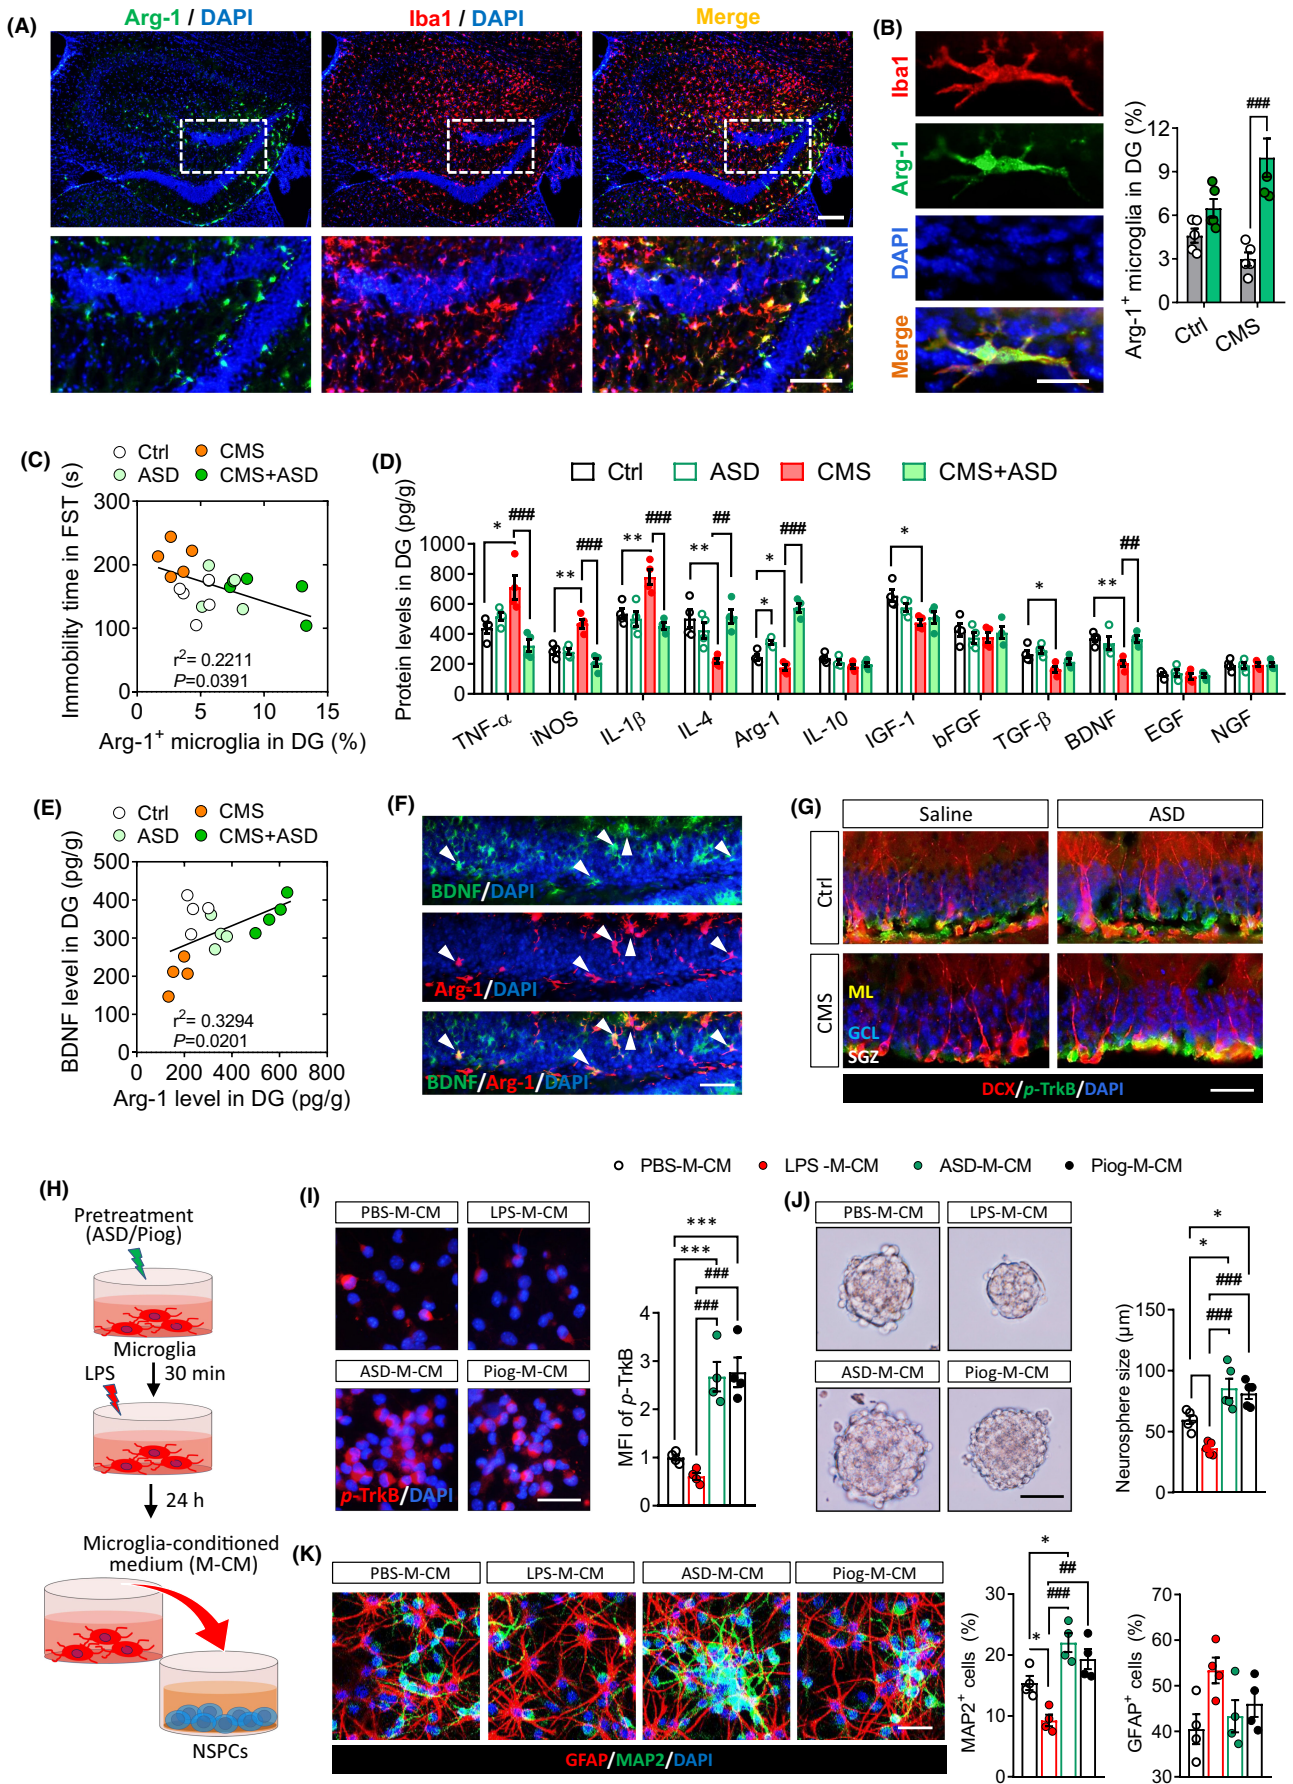 (A)
Arg-1 / DAPI
Iba1 / DAPI
Merge
(B)
Iba1
Arg-1
DAPI
Merge
Arg-1+ microglia in DG (%)
12
9
6
3
0
###
Ctrl
CMS
(C)
Ctrl
CMS
ASD
CMS+ASD
Immobility time in FST (s)
300
200
100
0
r2= 0.2211
P=0.0391
0
5
10
15
Arg-1+ microglia in DG (%)
(D)
Ctrl
ASD
CMS
CMS+ASD
Protein levels in DG (pg/g)
1000
800
600
400
200
0
*
###
**
###
**
###
**
##
*
*
###
*
*
**
##
TNF-α
iNOS
IL-1β
IL-4
Arg-1
IL-10
IGF-1
bFGF
TGF-β
BDNF
EGF
NGF
(E)
Ctrl
CMS
ASD
CMS+ASD
BDNF level in DG (pg/g)
500
400
300
200
100
0
r2= 0.3294
P=0.0201
0
200
400
600
800
Arg-1 level in DG (pg/g)
(F)
BDNF/DAPI
Arg-1/DAPI
BDNF/Arg-1/DAPI
(G)
Saline
ASD
Ctrl
CMS
ML
GCL
SGZ
DCX/p-TrkB/DAPI
PBS-M-CM
LPS -M-CM
ASD-M-CM
Piog-M-CM
(H)
Pretreatment
(ASD/Piog)
Microglia
LPS
30 min
24 h
Microglia-conditioned
medium (M-CM)
NSPCs
(I)
PBS-M-CM
LPS-M-CM
ASD-M-CM
Piog-M-CM
p-TrkB/DAPI
MFI of p-TrkB
4
3
2
1
0
***
***
###
###
(J)
PBS-M-CM
LPS-M-CM
ASD-M-CM
Piog-M-CM
Neurosphere size (μm)
150
100
50
0
*
*
###
###
(K)
PBS-M-CM
LPS-M-CM
ASD-M-CM
Piog-M-CM
GFAP/MAP2/DAPI
MAP2+ cells (%)
30
20
10
0
*
##
###
*
GFAP+ cells (%)
70
60
50
40
30